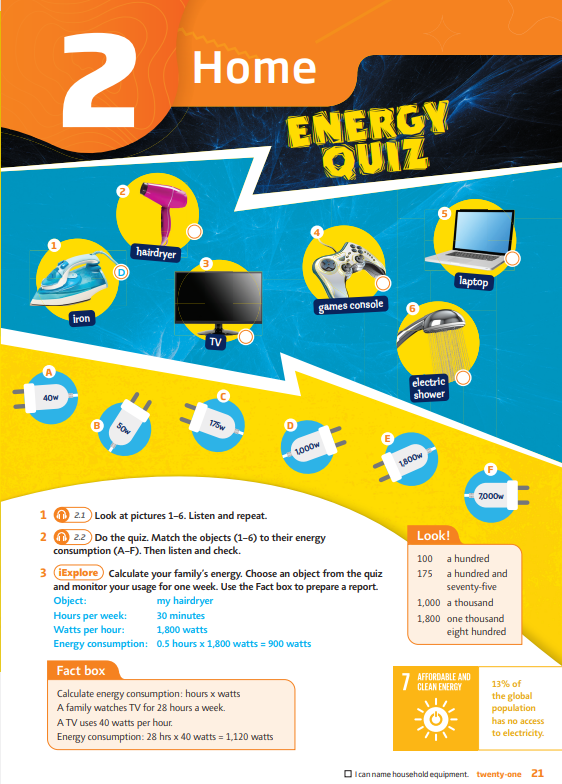 2
Home
ENERGY
QUIZ
1
D
iron
2
hairdryer
3
TV
4
games console
5
laptop
6
electric
shower
A
40w
B
50w
C
175w
D
1,000w
E
1,800w
F
7,000w
1 2.1 Look at pictures 1–6. Listen and repeat.
2 2.2 Do the quiz. Match the objects (1–6) to their energy
consumption (A–F). Then listen and check.
3 iExplore Calculate your family's energy. Choose an object from the quiz
and monitor your usage for one week. Use the Fact box to prepare a report.
Object: my hairdryer
Hours per week: 30 minutes
Watts per hour: 1,800 watts
Energy consumption: 0.5 hours x 1,800 watts = 900 watts
Look!
100 a hundred
175 a hundred and
seventy-five
1,000 a thousand
1,800 one thousand
eight hundred
Fact box
Calculate energy consumption: hours x watts
A family watches TV for 28 hours a week.
A TV uses 40 watts per hour.
Energy consumption: 28 hrs x 40 watts = 1,120 watts
7 AFFORDABLE AND
CLEAN ENERGY
13% of
the global
population
has no access
to electricity.
I can name household equipment. twenty-one 21